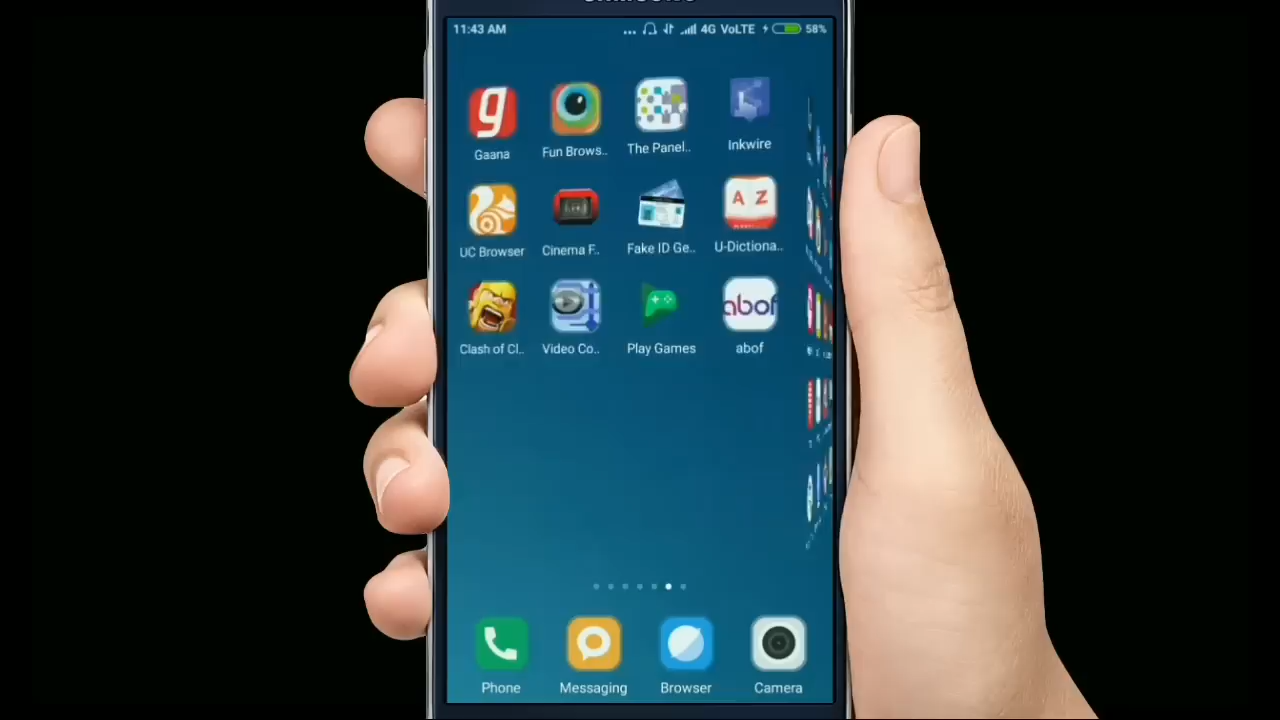 11:43 AM
... 4G VoLTE 58%
Gaana
Fun Brows..
The Panel..
Inkwire
UC Browser
Cinema F..
Fake ID Ge..
A Z
U-Dictiona..
Clash of Cl..
Video Co..
Play Games
abof
abof
Phone
Messaging
Browser
Camera